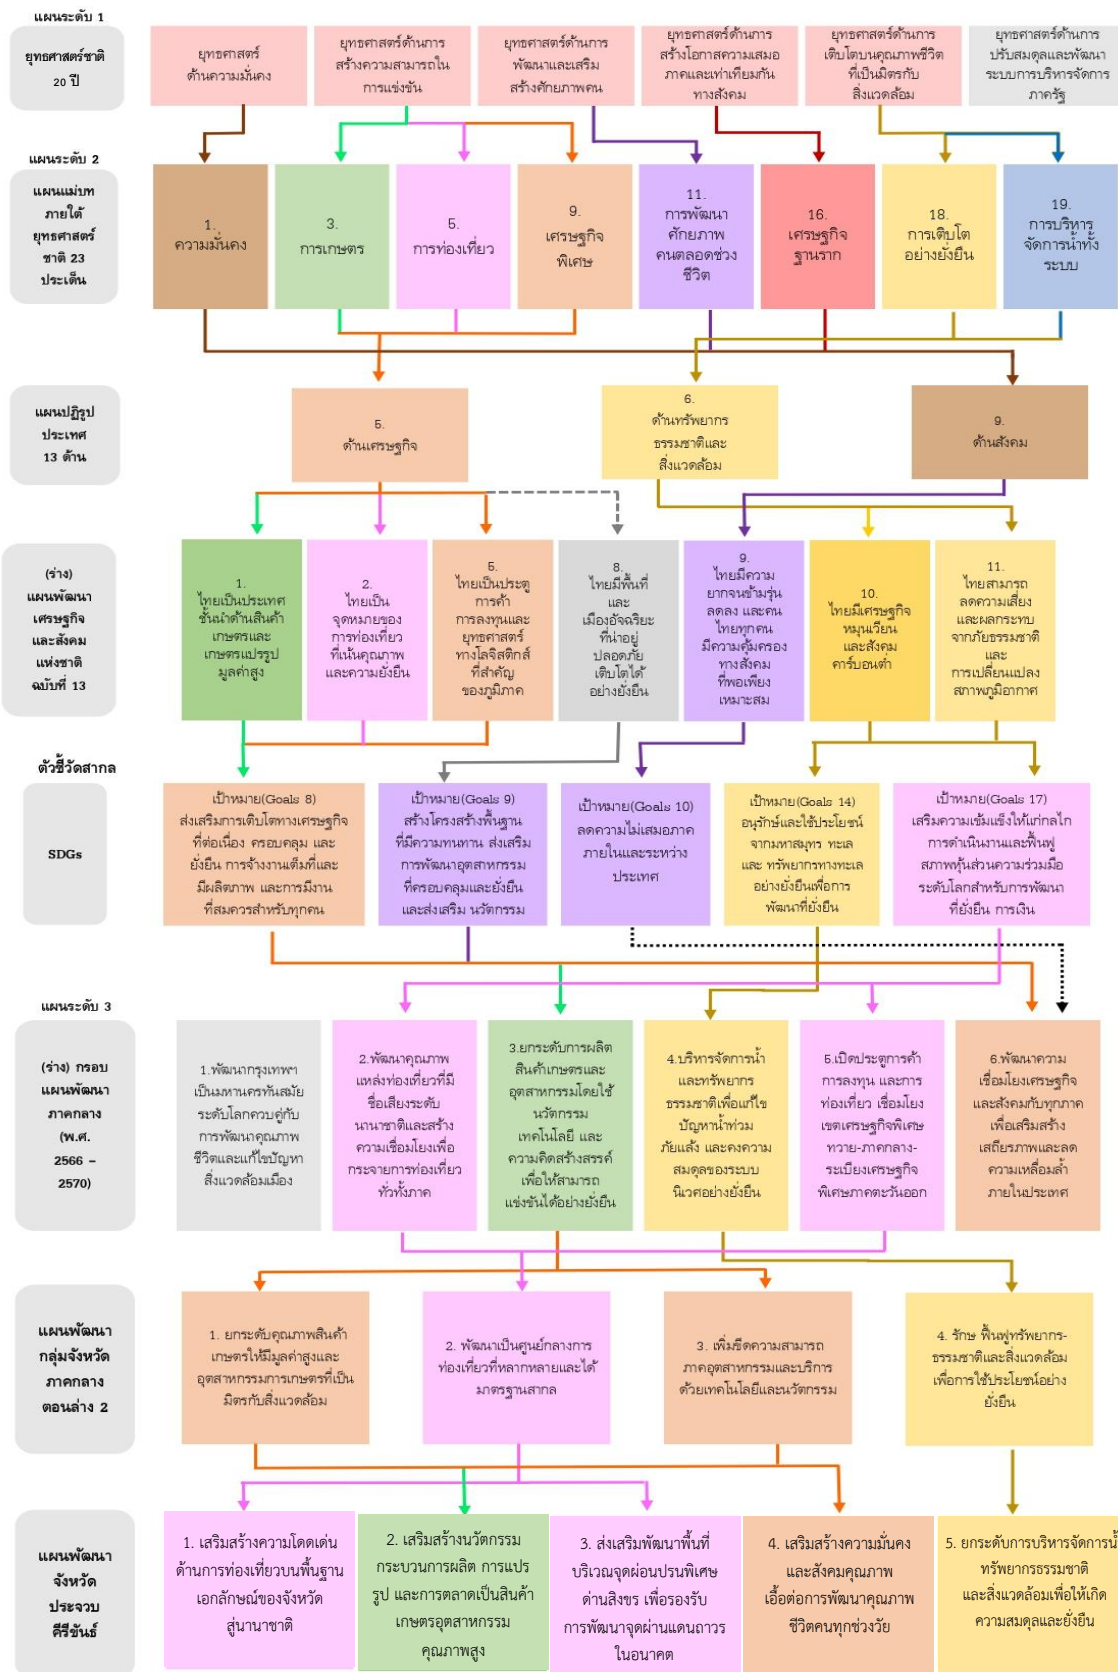 แผนระดับ 1
ยุทธศาสตร์ชาติ
20 ปี
ยุทธศาสตร์
ด้านความมั่นคง
ยุทธศาสตร์ด้านการ
สร้างความสามารถใน
การแข่งขัน
ยุทธศาสตร์ด้านการ
พัฒนาและเสริม
สร้างศักยภาพคน
ยุทธศาสตร์ด้านการ
สร้างโอกาสความเสมอ
ภาคและเท่าเทียมกัน
ทางสังคม
ยุทธศาสตร์ด้านการ
เติบโตบนคุณภาพชีวิต
ที่เป็นมิตรกับ
สิ่งแวดล้อม
ยุทธศาสตร์ด้านการ
ปรับสมดุลและพัฒนา
ระบบการบริหารจัดการ
ภาครัฐ
แผนระดับ 2
แผนแม่บท
ภายใต้
ยุทธศาสตร์
ชาติ 23
ประเด็น
1.
ความมั่นคง
3.
การเกษตร
5.
การท่องเที่ยว
9.
เศรษฐกิจ
พิเศษ
11.
การพัฒนา
ศักยภาพ
คนตลอดช่วง
ชีวิต
16.
เศรษฐกิจ
ฐานราก
18.
การเติบโต
อย่างยั่งยืน
19.
การบริหาร
จัดการน้ำทั้ง
ระบบ
แผนปฏิรูป
ประเทศ
13 ด้าน
5.
ด้านเศรษฐกิจ
6.
ด้านทรัพยากร
ธรรมชาติและ
สิ่งแวดล้อม
9.
ด้านสังคม
(ร่าง)
แผนพัฒนา
เศรษฐกิจ
และสังคม
แห่งชาติ
ฉบับที่ 13
1.
ไทยเป็นประเทศ
ชั้นนำด้านสินค้า
เกษตรและ
เกษตรแปรรูป
มูลค่าสูง
2.
ไทยเป็น
จุดหมายของ
การท่องเที่ยว
ที่เน้นคุณภาพ
และความยั่งยืน
5.
ไทยเป็นประตู
การค้า
การลงทุนและ
ยุทธศาสตร์
ทางโลจิสติกส์
ที่สำคัญ
ของภูมิภาค
8.
ไทยมีพื้นที่
และ
เมืองอัจฉริยะ
ที่น่าอยู่
ปลอดภัย
เติบโตได้
อย่างยั่งยืน
9.
ไทยมีความ
ยากจนข้ามรุ่น
ลดลง และคน
ไทยทุกคน
มีความคุ้มครอง
ทางสังคม
ที่พอเพียง
เหมาะสม
10.
ไทยมีเศรษฐกิจ
หมุนเวียน
และสังคม
คาร์บอนต่ำ
11.
ไทยสามารถ
ลดความเสี่ยง
และผลกระทบ
จากภัยธรรมชาติ
และ
การเปลี่ยนแปลง
สภาพภูมิอากาศ
ตัวชี้วัดสากล
SDGs
เป้าหมาย(Goals 8)
ส่งเสริมการเติบโตทางเศรษฐกิจ
ที่ต่อเนื่อง ครอบคลุม และ
ยั่งยืน การจ้างงานเต็มที่และ
มีผลิตภาพ และการมีงาน
ที่สมควรสำหรับทุกคน
เป้าหมาย(Goals 9)
สร้างโครงสร้างพื้นฐาน
ที่มีความทนทาน ส่งเสริม
การพัฒนาอุตสาหกรรม
ที่ครอบคลุมและยั่งยืน
และส่งเสริม นวัตกรรม
เป้าหมาย(Goals 10)
ลดความไม่เสมอภาค
ภายในและระหว่าง
ประเทศ
เป้าหมาย(Goals 14)
อนุรักษ์และใช้ประโยชน์
จากมหาสมุทร ทะเล
และ ทรัพยากรทางทะเล
อย่างยั่งยืนเพื่อการ
พัฒนาที่ยั่งยืน
เป้าหมาย(Goals 17)
เสริมความเข้มแข็งให้แก่กลไก
การดำเนินงานและฟื้นฟู
สภาพหุ้นส่วนความร่วมมือ
ระดับโลกสำหรับการพัฒนา
ที่ยั่งยืน การเงิน
แผนระดับ 3
(ร่าง) กรอบ
แผนพัฒนา
ภาคกลาง
(พ.ศ.
2566 –
2570)
1.พัฒนากรุงเทพฯ
เป็นมหานครทันสมัย
ระดับโลกควบคู่กับ
การพัฒนาคุณภาพ
ชีวิตและแก้ไขปัญหา
สิ่งแวดล้อมเมือง
2.พัฒนาคุณภาพ
แหล่งท่องเที่ยวที่มี
ชื่อเสียงระดับ
นานาชาติและสร้าง
ความเชื่อมโยงเพื่อ
กระจายการท่องเที่ยว
ทั่วทั้งภาค
3.ยกระดับการผลิต
สินค้าเกษตรและ
อุตสาหกรรมโดยใช้
นวัตกรรม
เทคโนโลยี และ
ความคิดสร้างสรรค์
เพื่อให้สามารถ
แข่งขันได้อย่างยั่งยืน
4.บริหารจัดการน้ำ
และทรัพยากร
ธรรมชาติเพื่อแก้ไข
ปัญหาน้ำท่วม
ภัยแล้ง และคงความ
สมดุลของระบบ
นิเวศอย่างยั่งยืน
5.เปิดประตูการค้า
การลงทุน และการ
ท่องเที่ยว เชื่อมโยง
เขตเศรษฐกิจพิเศษ
ทวาย-ภาคกลาง-
ระเบียงเศรษฐกิจ
พิเศษภาคตะวันออก
6.พัฒนาความ
เชื่อมโยงเศรษฐกิจ
และสังคมกับทุกภาค
เพื่อเสริมสร้าง
เสถียรภาพและลด
ความเหลื่อมล้ำ
ภายในประเทศ
แผนพัฒนา
กลุ่มจังหวัด
ภาคกลาง
ตอนล่าง 2
1. ยกระดับคุณภาพสินค้า
เกษตรให้มีมูลค่าสูงและ
อุตสาหกรรมการเกษตรที่เป็น
มิตรกับสิ่งแวดล้อม
2. พัฒนาเป็นศูนย์กลางการ
ท่องเที่ยวที่หลากหลายและได้
มาตรฐานสากล
3. เพิ่มขีดความสามารถ
ภาคอุตสาหกรรมและบริการ
ด้วยเทคโนโลยีและนวัตกรรม
4. รักษ ฟื้นฟูทรัพยากร-
ธรรมชาติและสิ่งแวดล้อม
เพื่อการใช้ประโยชน์อย่าง
ยั่งยืน
แผนพัฒนา
จังหวัด
ประจวบ
คีรีขันธ์
1. เสริมสร้างความโดดเด่น
ด้านการท่องเที่ยวบนพื้นฐาน
เอกลักษณ์ของจังหวัด
สู่นานาชาติ
2. เสริมสร้างนวัตกรรม
กระบวนการผลิต การแปร
รูป และการตลาดเป็นสินค้า
เกษตรอุตสาหกรรม
คุณภาพสูง
3. ส่งเสริมพัฒนาพื้นที่
บริเวณจุดผ่อนปรนพิเศษ
ด่านสิงขร เพื่อรองรับ
การพัฒนาจุดผ่านแดนถาวร
ในอนาคต
4. เสริมสร้างความมั่นคง
และสังคมคุณภาพ
เอื้อต่อการพัฒนาคุณภาพ
ชีวิตคนทุกช่วงวัย
5. ยกระดับการบริหารจัดการน้ำ
ทรัพยากรธรรมชาติ
และสิ่งแวดล้อมเพื่อให้เกิด
ความสมดุลและยั่งยืน